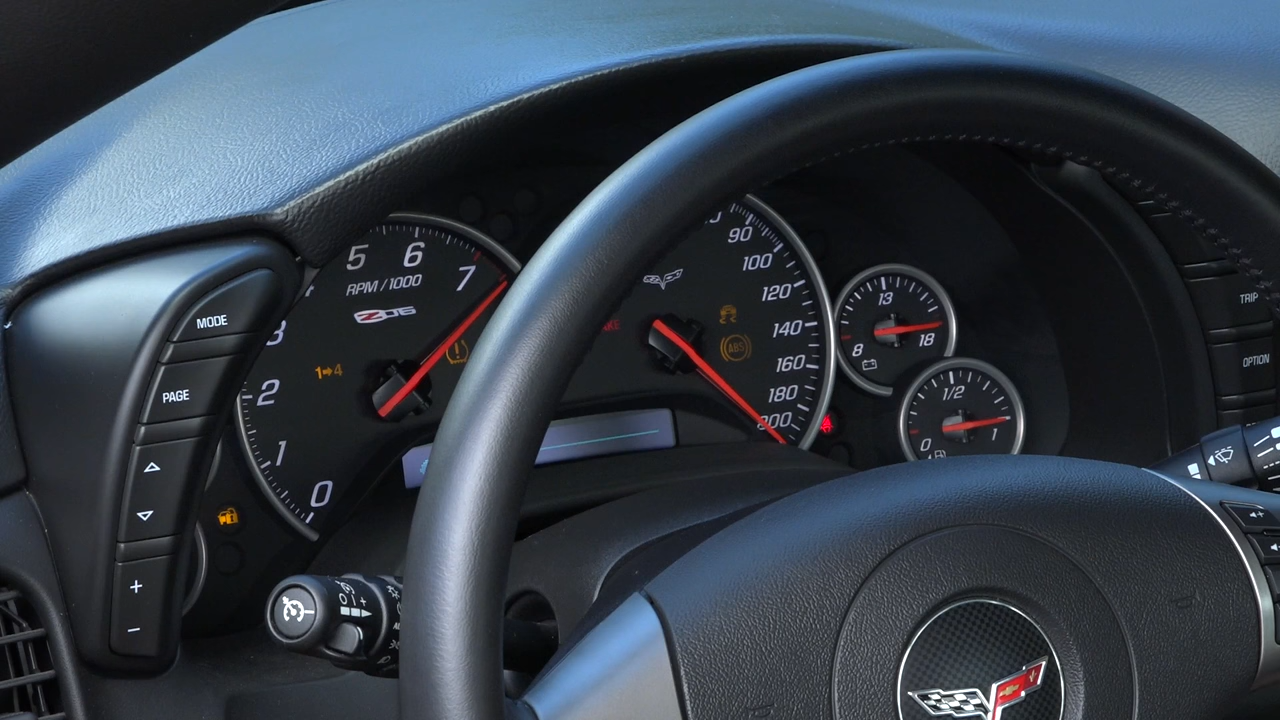 MODE
PAGE
+
−
5 6 7
RPM/1000
Z06
3
2
1
0
1➡4
90
100
120
140
160
180
200
ABS
13
8 18
1/2
0 1
TRIP
OPTION